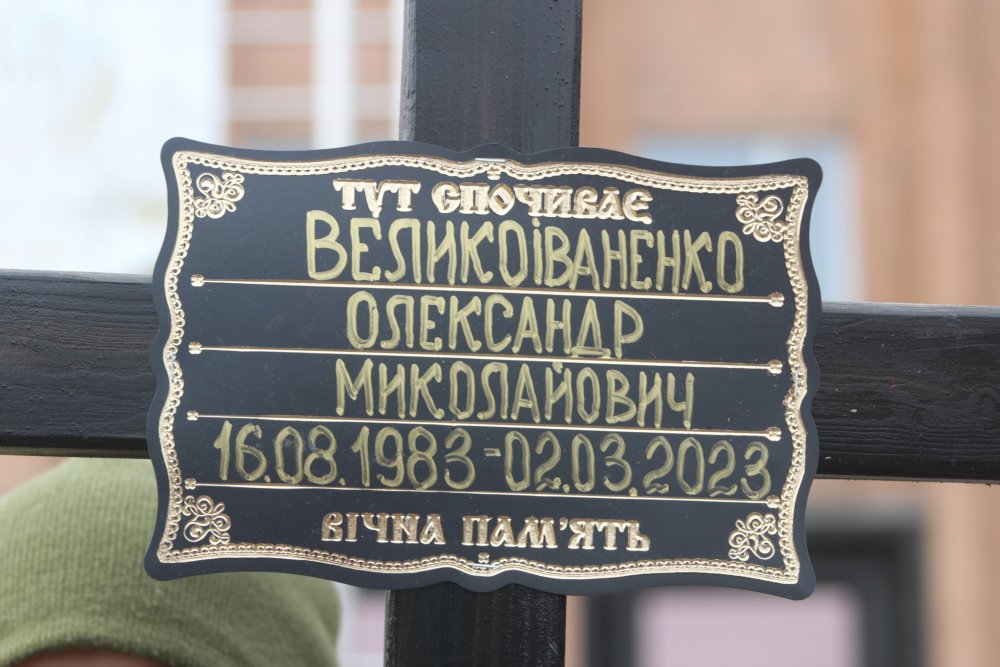 ТУТ СПОЧИВАЄ
ВЕЛИКОІВАНЕНКО
ОЛЕКСАНДР
МИКОЛАЙОВИЧ
16.08.1983-02.03.2023
ВІЧНА ПАМ'ЯТЬ